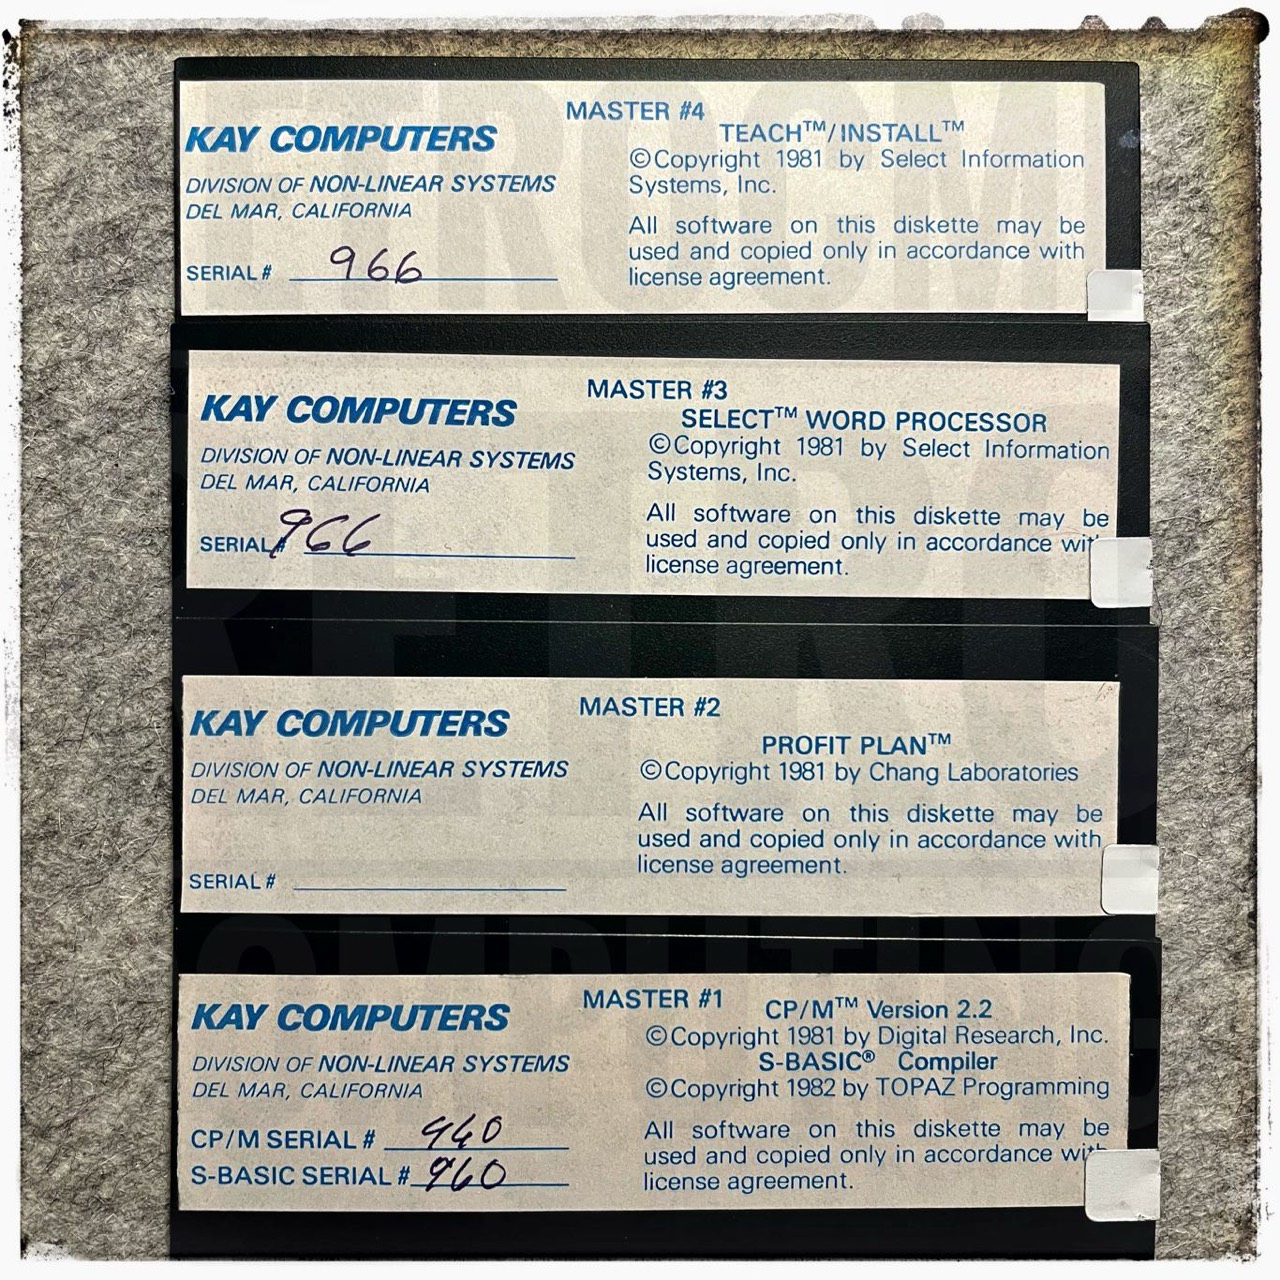 MASTER #4
KAY COMPUTERS
DIVISION OF NON-LINEAR SYSTEMS
DEL MAR, CALIFORNIA
SERIAL # 966
TEACH™/INSTALL™
©Copyright 1981 by Select Information
Systems, Inc.
All software on this diskette may be
used and copied only in accordance with
license agreement.
MASTER #3
KAY COMPUTERS
DIVISION OF NON-LINEAR SYSTEMS
DEL MAR, CALIFORNIA
SERIAL # 966
SELECT™ WORD PROCESSOR
©Copyright 1981 by Select Information
Systems, Inc.
All software on this diskette may be
used and copied only in accordance with
license agreement.
MASTER #2
KAY COMPUTERS
DIVISION OF NON-LINEAR SYSTEMS
DEL MAR, CALIFORNIA
SERIAL #
PROFIT PLAN™
©Copyright 1981 by Chang Laboratories
All software on this diskette may be
used and copied only in accordance with
license agreement.
MASTER #1
KAY COMPUTERS
DIVISION OF NON-LINEAR SYSTEMS
DEL MAR, CALIFORNIA
CP/M SERIAL # 960
S-BASIC SERIAL # 960
CP/M™ Version 2.2
©Copyright 1981 by Digital Research, Inc.
S-BASIC® Compiler
©Copyright 1982 by TOPAZ Programming
All software on this diskette may be
used and copied only in accordance with
license agreement.